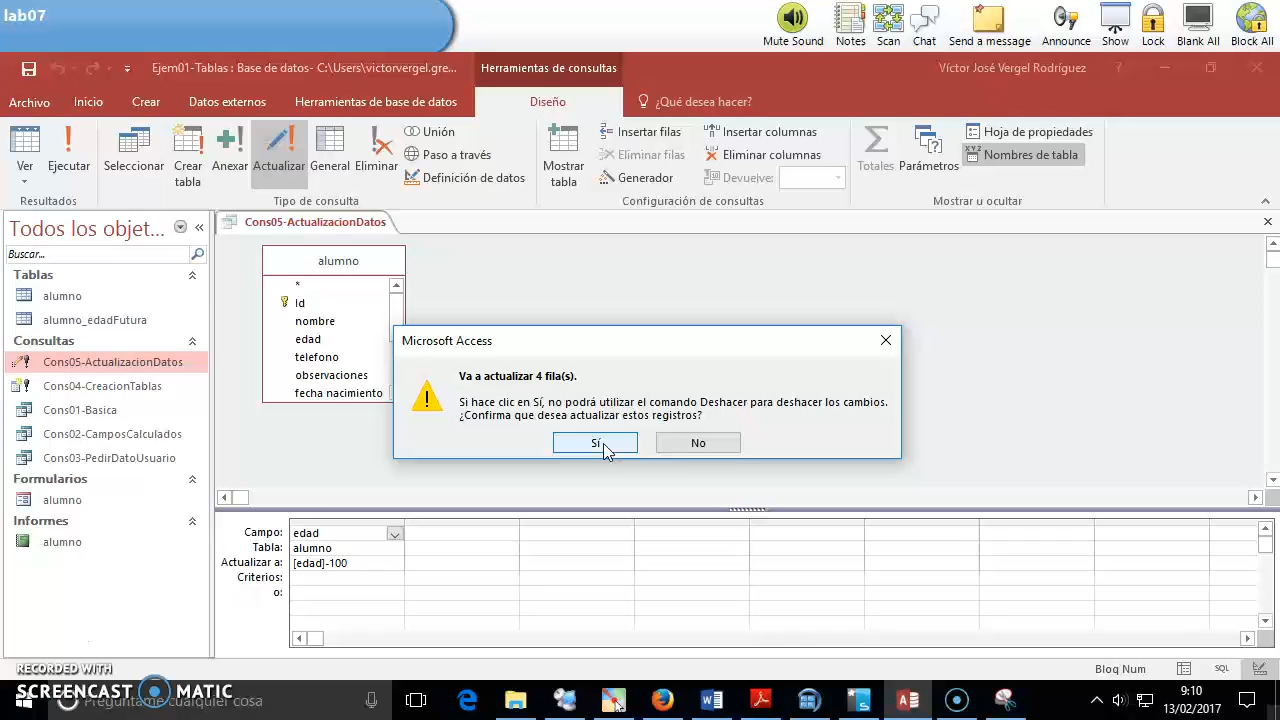 lab07
Mute Sound
Notes
Scan
Chat
Send a message
Announce
Show
Lock
Blank All
Block All
Ejem01-Tablas : Base de datos- C:\Users\victorvergel.gre...
Herramientas de consultas
Víctor José Vergel Rodríguez
?
Archivo
Inicio
Crear
Datos externos
Herramientas de base de datos
Diseño
¿Qué desea hacer?
Ver
Ejecutar
Seleccionar
Crear
tabla
Anexar
Actualizar
General
Eliminar
Unión
Paso a través
Definición de datos
Mostrar
tabla
Insertar filas
Eliminar filas
Generador
Insertar columnas
Eliminar columnas
Devuelve:
Totales
Parámetros
Hoja de propiedades
Nombres de tabla
Resultados
Tipo de consulta
Configuración de consultas
Mostrar u ocultar
Todos los objet...
Buscar...
Tablas
alumno
alumno_edadFutura
Consultas
Cons05-ActualizacionDatos
Cons04-CreacionTablas
Cons01-Basica
Cons02-CamposCalculados
Cons03-PedirDatoUsuario
Formularios
alumno
Informes
alumno
Cons05-ActualizacionDatos
alumno
*
Id
nombre
edad
telefono
observaciones
fecha nacimiento
Microsoft Access
Va a actualizar 4 fila(s).
Si hace clic en Sí, no podrá utilizar el comando Deshacer para deshacer los cambios.
¿Confirma que desea actualizar estos registros?
Sí
No
Campo: edad
Tabla: alumno
Actualizar a: [edad]-100
Criterios:
o:
Bloq Num
SQL
RECORDED WITH
SCREENCAST MATIC
Pregúntame cualquier cosa
9:10
13/02/2017